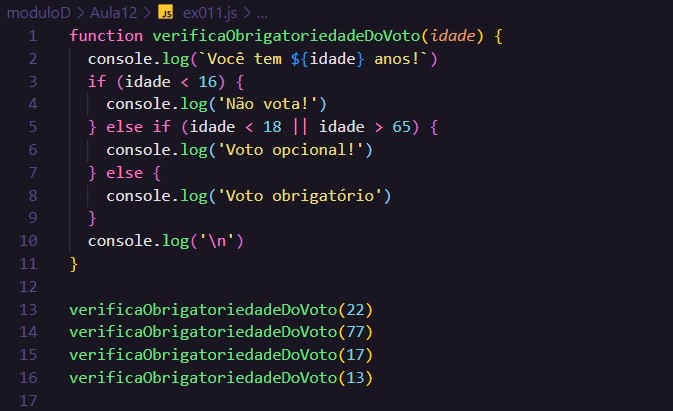 moduloD > Aula12 > JS ex011.js > ...
1 function verificaObrigatoriedadeDoVoto(idade) {
2   console.log(`Você tem ${idade} anos!`)
3   if (idade < 16) {
4     console.log('Não vota!')
5   } else if (idade < 18 || idade > 65) {
6     console.log('Voto opcional!')
7   } else {
8     console.log('Voto obrigatório')
9   }
10   console.log('\n')
11 }
12
13 verificaObrigatoriedadeDoVoto(22)
14 verificaObrigatoriedadeDoVoto(77)
15 verificaObrigatoriedadeDoVoto(17)
16 verificaObrigatoriedadeDoVoto(13)
17